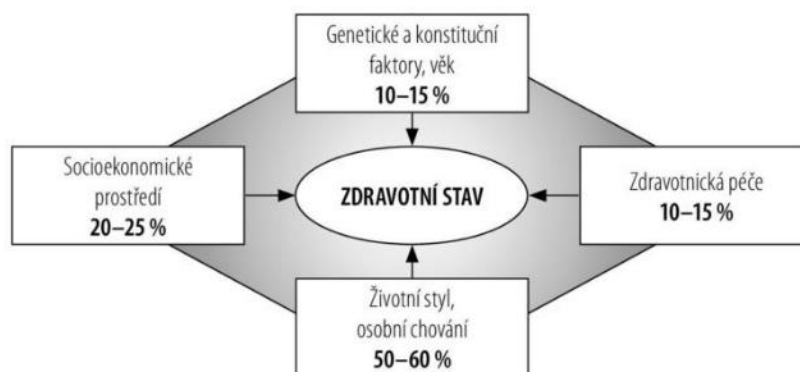 Genetické a konstituční
faktory, věk
10–15 %
Socioekonomické
prostředí
20–25 %
ZDRAVOTNÍ STAV
Zdravotnická péče
10–15 %
Životní styl,
osobní chování
50–60 %